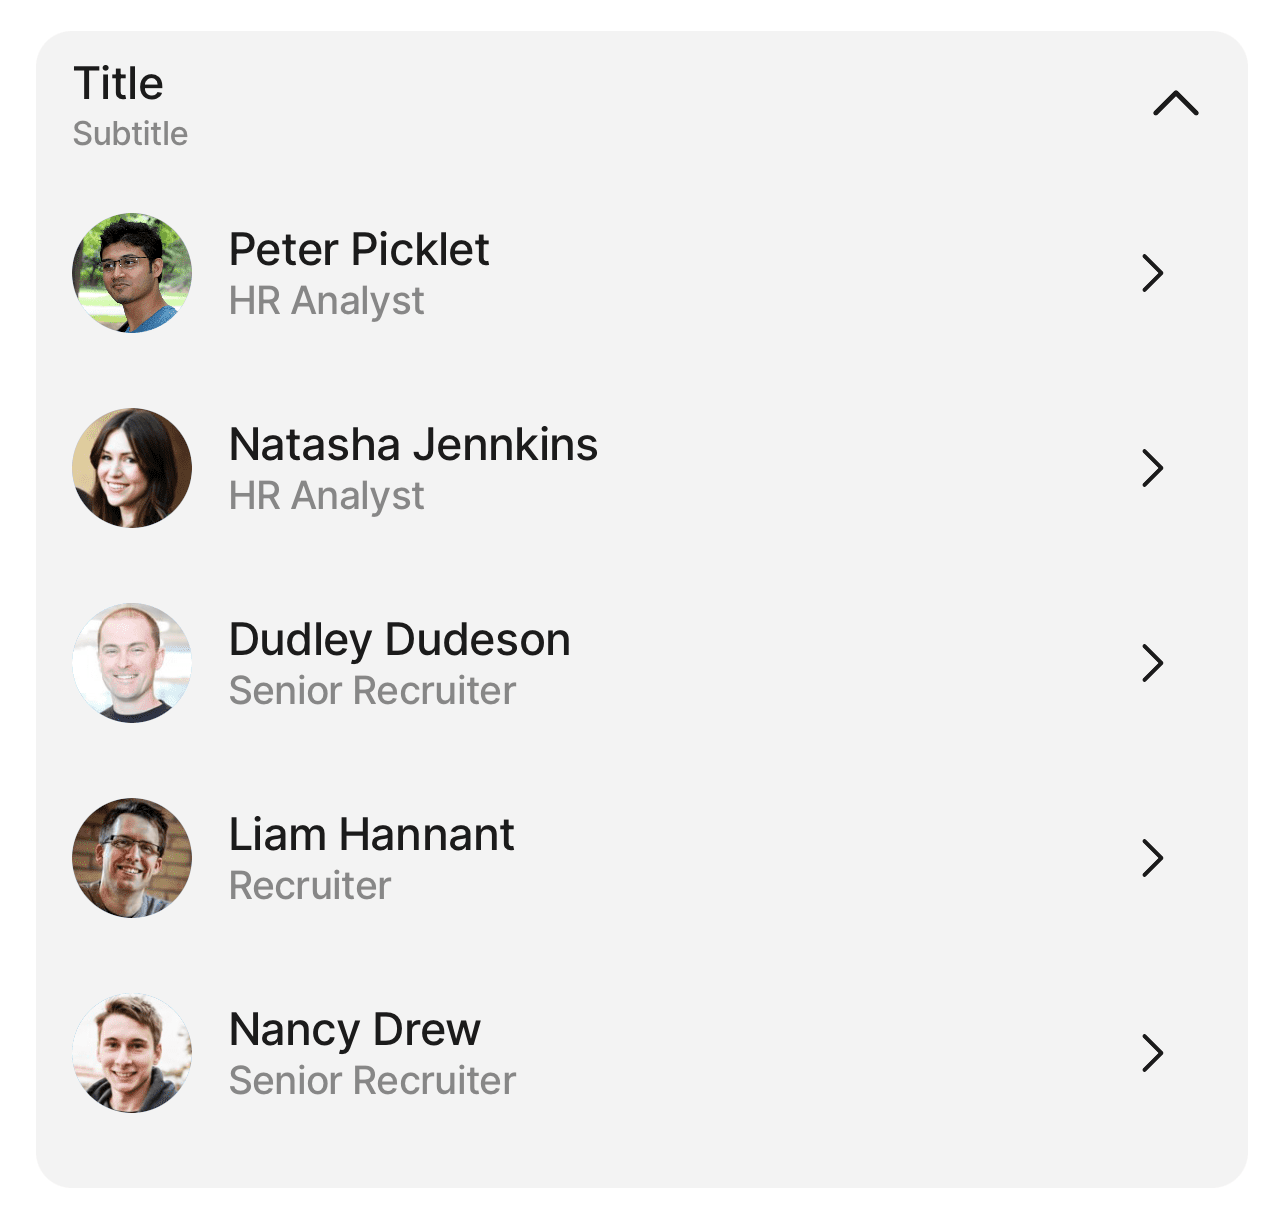 Title
Subtitle
Peter Picklet
HR Analyst
Natasha Jennkins
HR Analyst
Dudley Dudeson
Senior Recruiter
Liam Hannant
Recruiter
Nancy Drew
Senior Recruiter